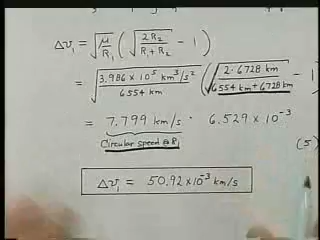 Δv₁ = √(μ/R₁) (√(2R₂/(R₁+R₂)) - 1)
= √(3.986 × 10⁵ km³/s² / 6554 km) (√(2·6728 km / (6554 km + 6728 km)) - 1
= 7.799 km/s · 6.529 × 10⁻³
Circular speed @ R₁
(5)
Δv₁ = 50.92 × 10⁻³ km/s